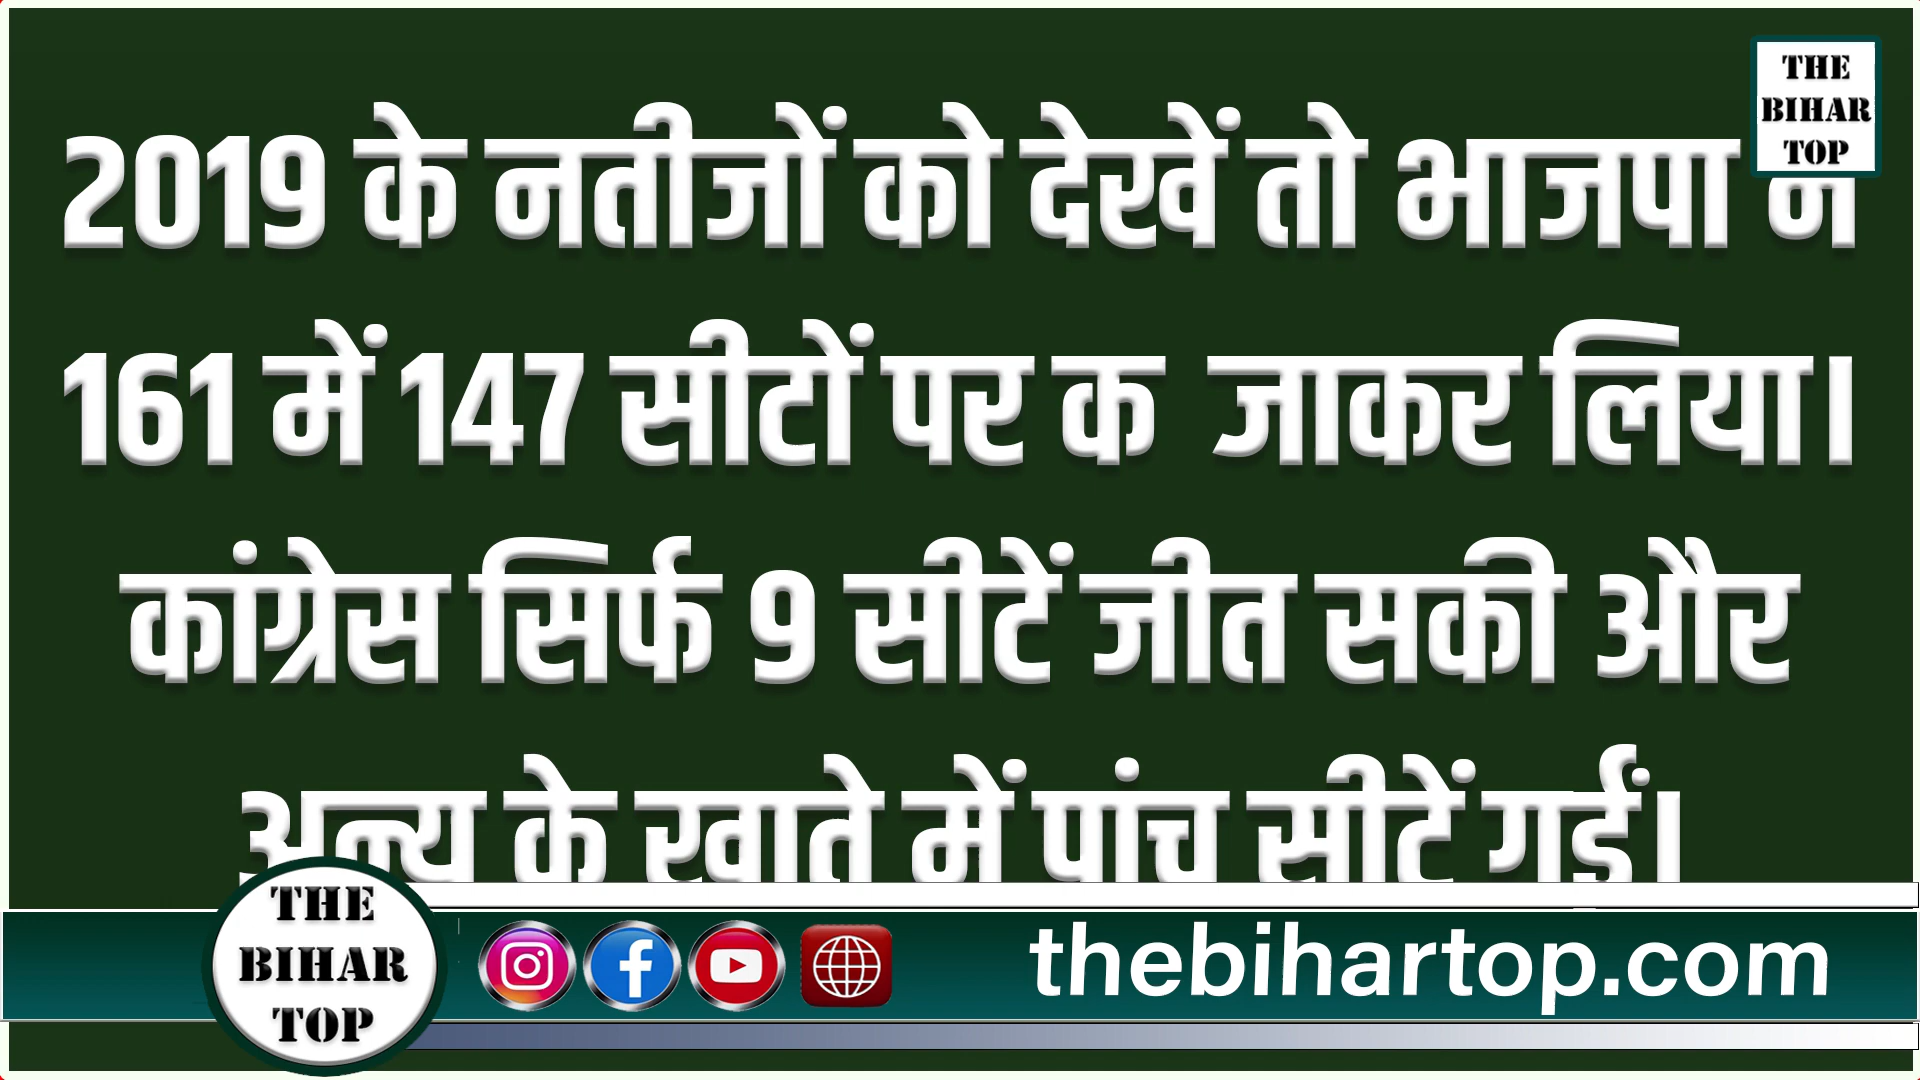 THE
BIHAR
TOP
2019 के नतीजों को देखें तो भाजपा ने
161 में 147 सीटों पर क जाकर लिया।
कांग्रेस सिर्फ 9 सीटें जीत सकी और
अन्य के खाते में पांच सीटें गईं।
THE
BIHAR
TOP
thebihartop.com